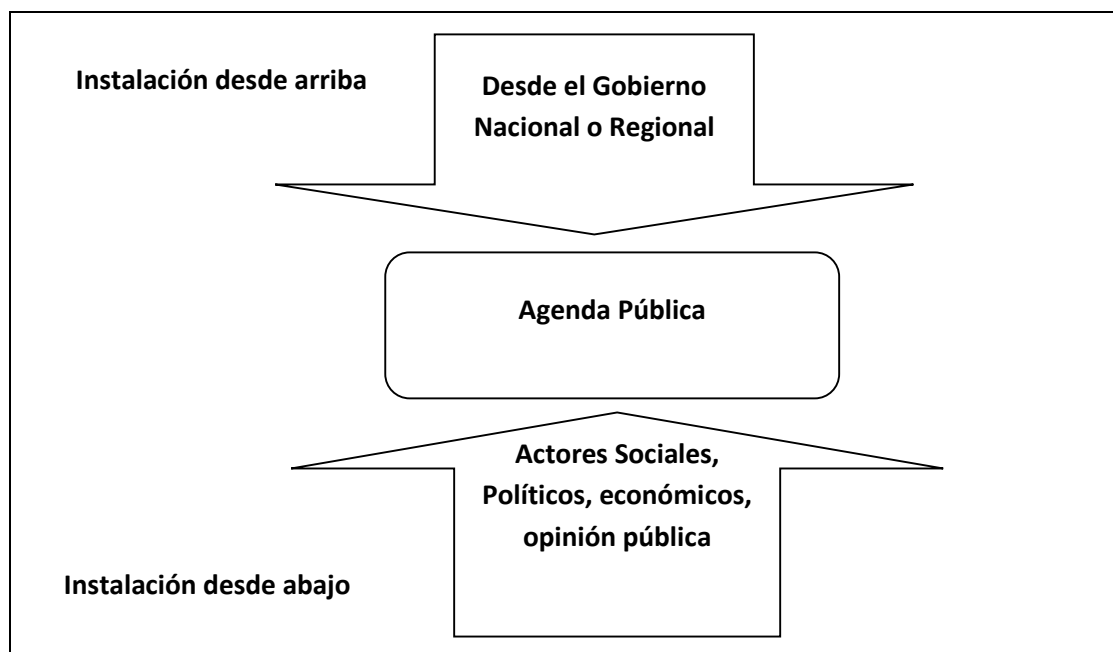 Instalación desde arriba
Desde el Gobierno
Nacional o Regional
Agenda Pública
Actores Sociales,
Políticos, económicos,
opinión pública
Instalación desde abajo